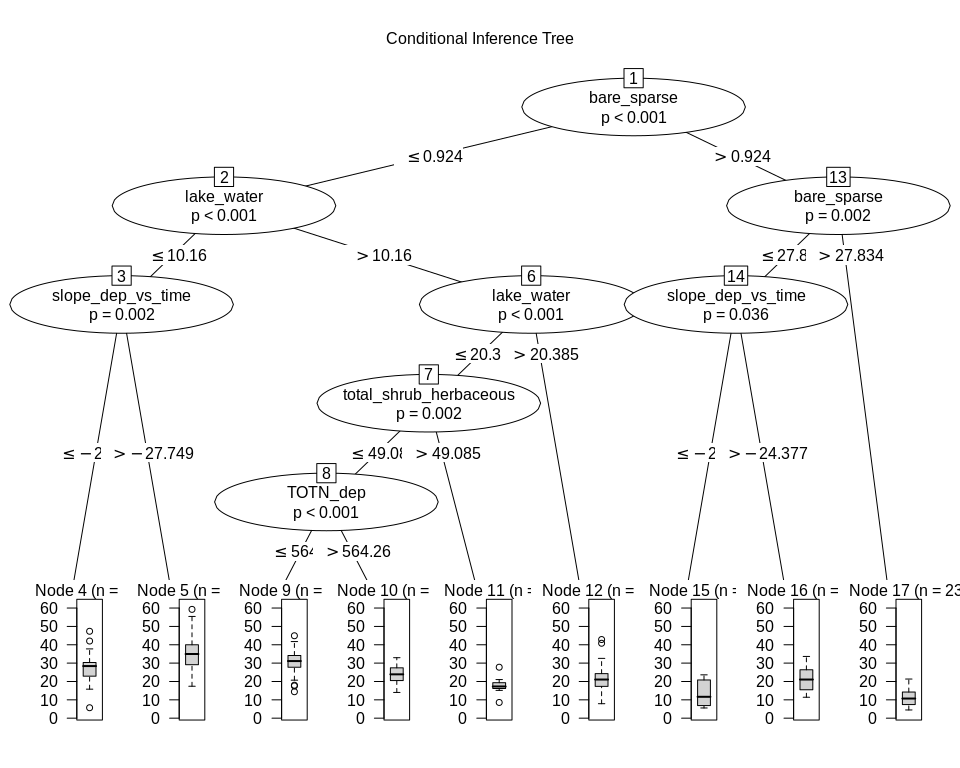 Conditional Inference Tree
1
bare_sparse
p < 0.001
≤ 0.924
> 0.924
2
lake_water
p < 0.001
13
bare_sparse
p = 0.002
≤ 10.16
> 10.16
≤ 27.8
> 27.834
3
slope_dep_vs_time
p = 0.002
6
lake_water
p < 0.001
14
slope_dep_vs_time
p = 0.036
≤ 20.3
> 20.385
7
total_shrub_herbaceous
p = 0.002
≤ −2
> −27.749
≤ 49.08
> 49.085
≤ −2
> −24.377
8
TOTN_dep
p < 0.001
≤ 564
> 564.26
Node 4 (n =
Node 5 (n =
Node 9 (n =
Node 10 (n =
Node 11 (n =
Node 12 (n =
Node 15 (n =
Node 16 (n =
Node 17 (n = 23
60 60 60 60 60 60 60 60 60
50 50 50 50 50 50 50 50 50
40 40 40 40 40 40 40 40 40
30 30 30 30 30 30 30 30 30
20 20 20 20 20 20 20 20 20
10 10 10 10 10 10 10 10 10
0 0 0 0 0 0 0 0 0